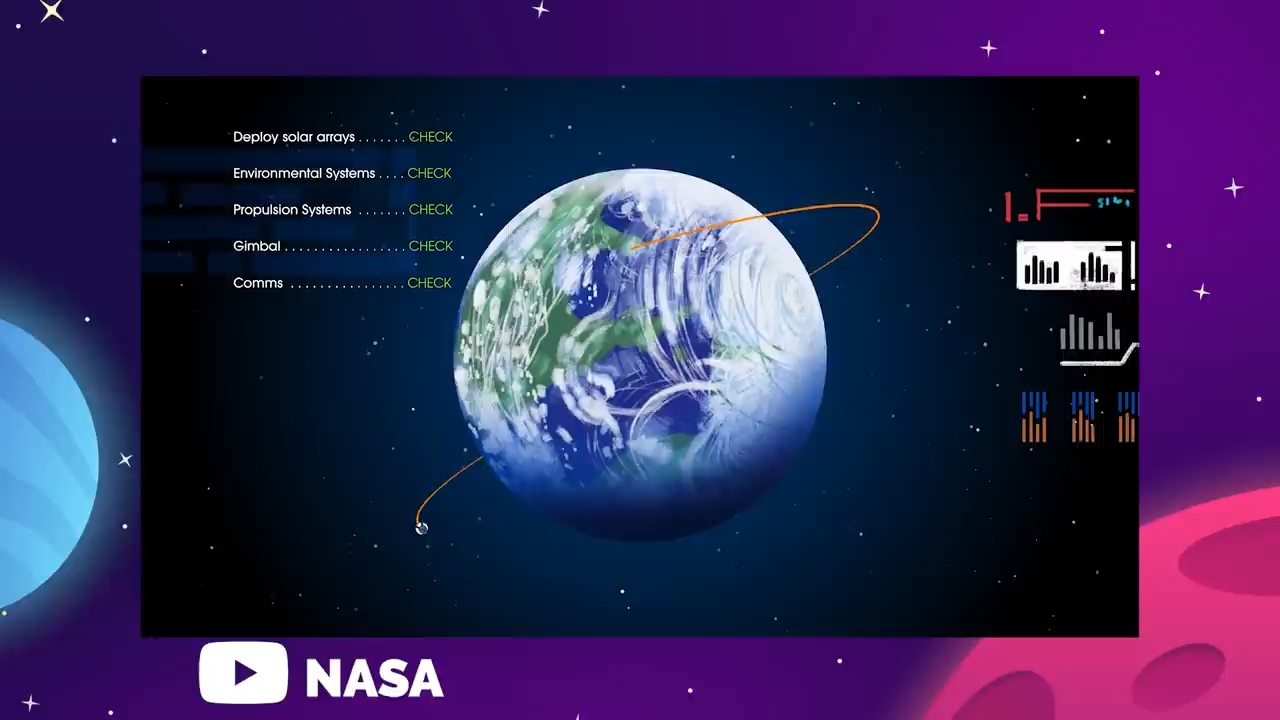 Deploy solar arrays . . . . . . . CHECK
Environmental Systems . . . . CHECK
Propulsion Systems . . . . . . . CHECK
Gimbal . . . . . . . . . . . . . . . CHECK
Comms . . . . . . . . . . . . . . . CHECK
NASA